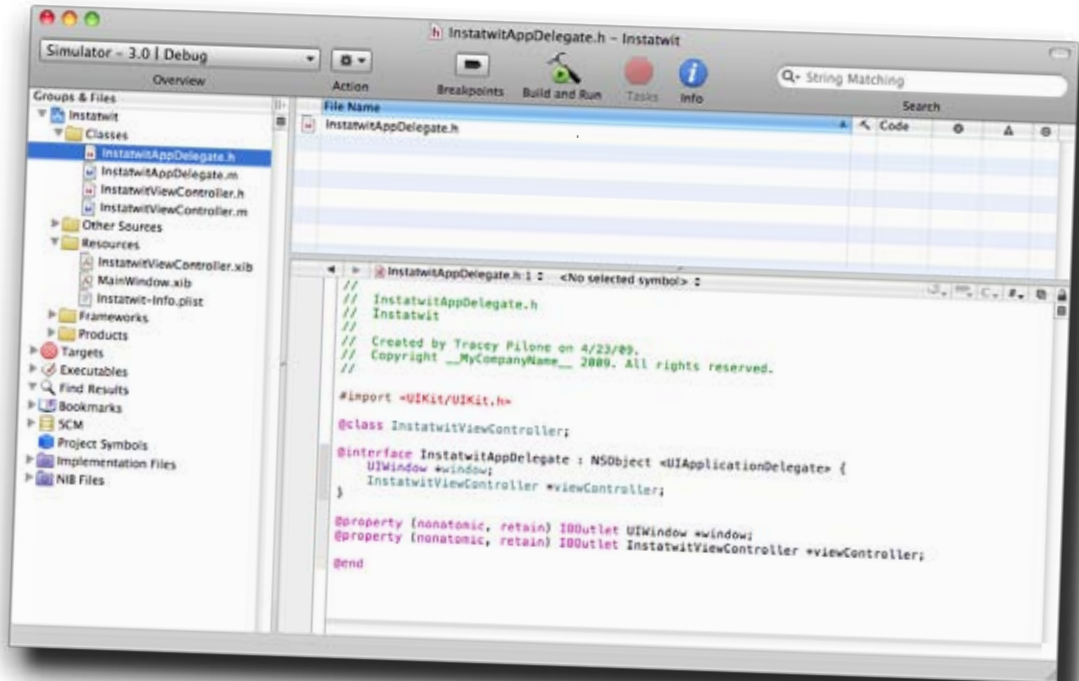 InstatwitAppDelegate.h - Instatwit
Simulator - 3.0 | Debug
Overview
Action
Breakpoints
Build and Run
Tasks
Info
String Matching
Search
Groups & Files
Instatwit
Classes
InstatwitAppDelegate.h
InstatwitAppDelegate.m
InstatwitViewController.h
InstatwitViewController.m
Other Sources
Resources
InstatwitViewController.xib
MainWindow.xib
Instatwit-Info.plist
Frameworks
Products
Targets
Executables
Find Results
Bookmarks
SCM
Project Symbols
Implementation Files
NIB Files
File Name
Code
InstatwitAppDelegate.h
InstatwitAppDelegate.h:1 <No selected symbol>
//
// InstatwitAppDelegate.h
// Instatwit
//
// Created by Tracey Pilone on 4/23/09.
// Copyright __MyCompanyName__ 2009. All rights reserved.
//
#import <UIKit/UIKit.h>
@class InstatwitViewController;
@interface InstatwitAppDelegate : NSObject <UIApplicationDelegate> {
UIWindow *window;
InstatwitViewController *viewController;
}
@property (nonatomic, retain) IBOutlet UIWindow *window;
@property (nonatomic, retain) IBOutlet InstatwitViewController *viewController;
@end